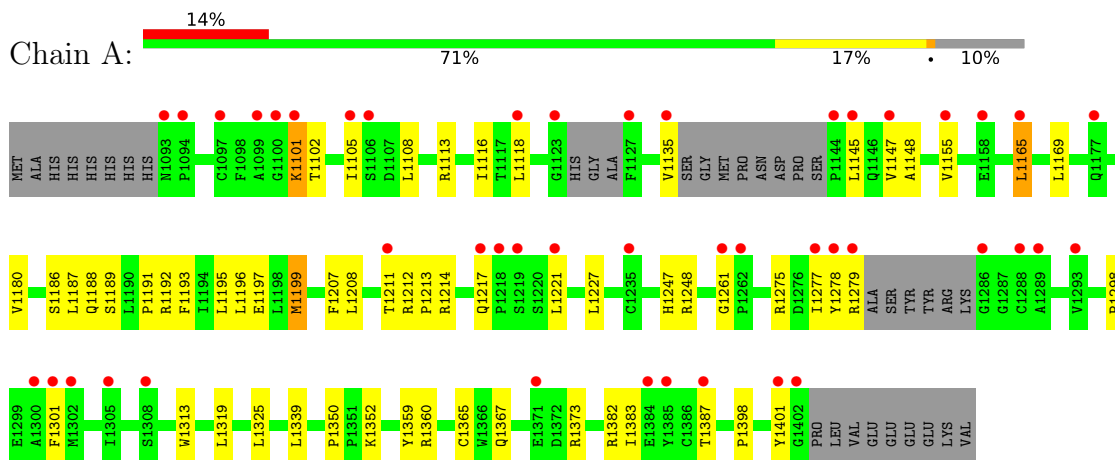 14%
Chain A:
71% 17% • 10%
MET ALA HIS HIS HIS HIS HIS HIS N1093 P1094 C1097 F1098 A1099 G1100 K1101 T1102 I1105 S1106 D1107 L1108 R1113 I1116 T1117 L1118 G1123 HIS GLY ALA F1127 V1135 SER GLY MET PRO ASN ASP PRO SER P1144 L1145 Q1146 V1147 A1148 V1155 E1158 L1165 L1169 Q1177
V1180 S1186 L1187 Q1188 S1189 L1190 P1191 R1192 F1193 I1194 L1195 L1196 E1197 L1198 M1199 F1207 L1208 T1211 R1212 P1213 R1214 Q1217 P1218 S1219 S1220 L1221 L1227 C1235 H1247 R1248 G1261 P1262 R1275 D1276 I1277 Y1278 R1279 ALA SER TYR TYR ARG LYS G1286 G1287 C1288 A1289 V1293 R1298
E1299 A1300 F1301 M1302 I1305 S1308 W1313 L1319 L1325 L1339 P1350 P1351 K1352 Y1359 R1360 C1365 W1366 Q1367 E1371 D1372 R1373 R1382 I1383 E1384 Y1385 C1386 T1387 P1398 Y1401 G1402 PRO LEU VAL GLU GLU GLU GLU LYS VAL